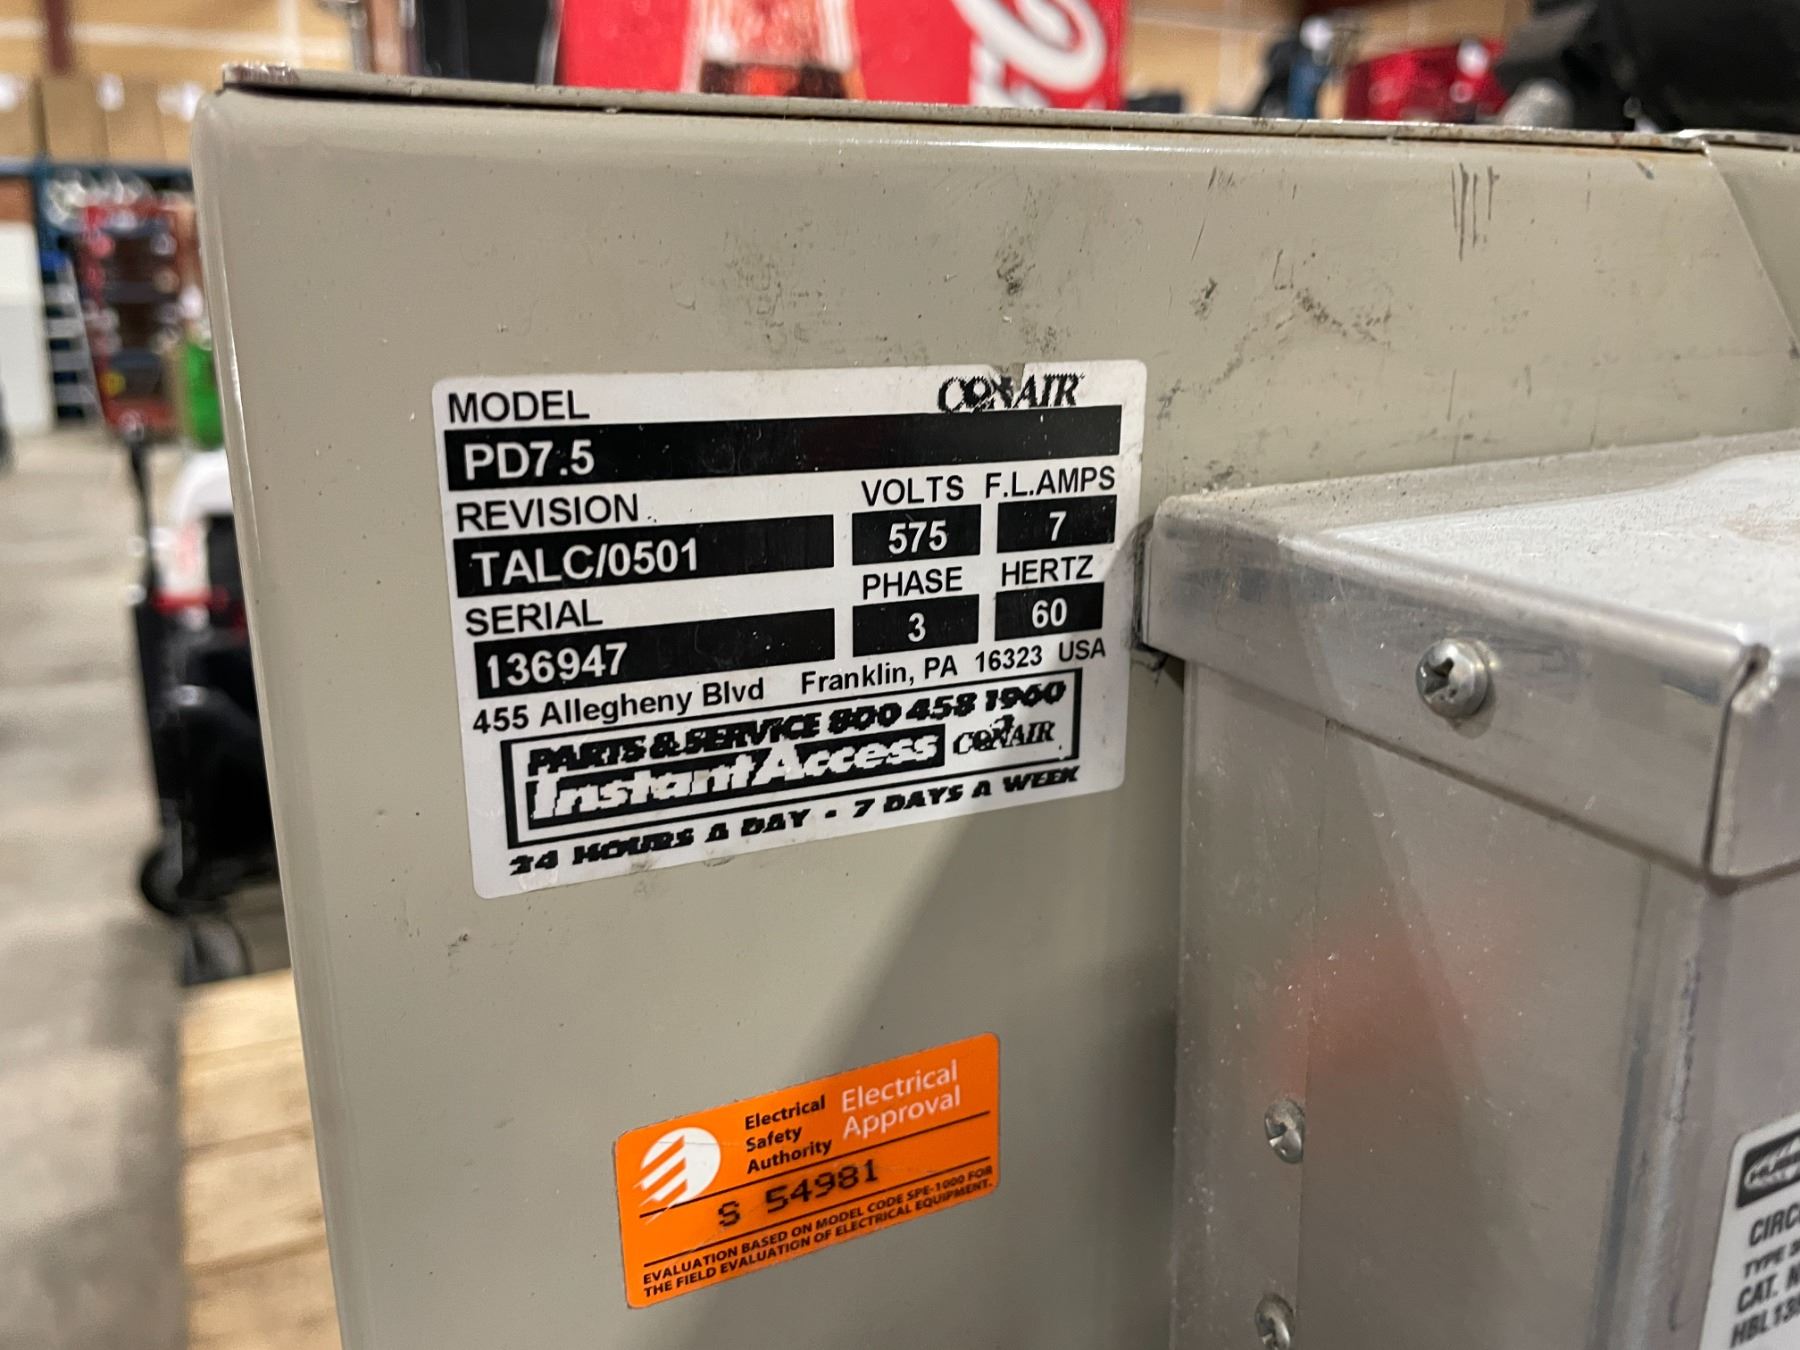 MODEL CONAIR
PD7.5
REVISION VOLTS F.L.AMPS
TALC/0501 575 7
SERIAL PHASE HERTZ
136947 3 60
455 Allegheny Blvd Franklin, PA 16323 USA
PARTS & SERVICE 800 458 1960
Instant Access CONAIR
24 HOURS A DAY - 7 DAYS A WEEK
Electrical Safety Authority
Electrical Approval
S 54981
EVALUATION BASED ON MODEL CODE SPE-1000 FOR
THE FIELD EVALUATION OF ELECTRICAL EQUIPMENT.
TYPE
CAT.